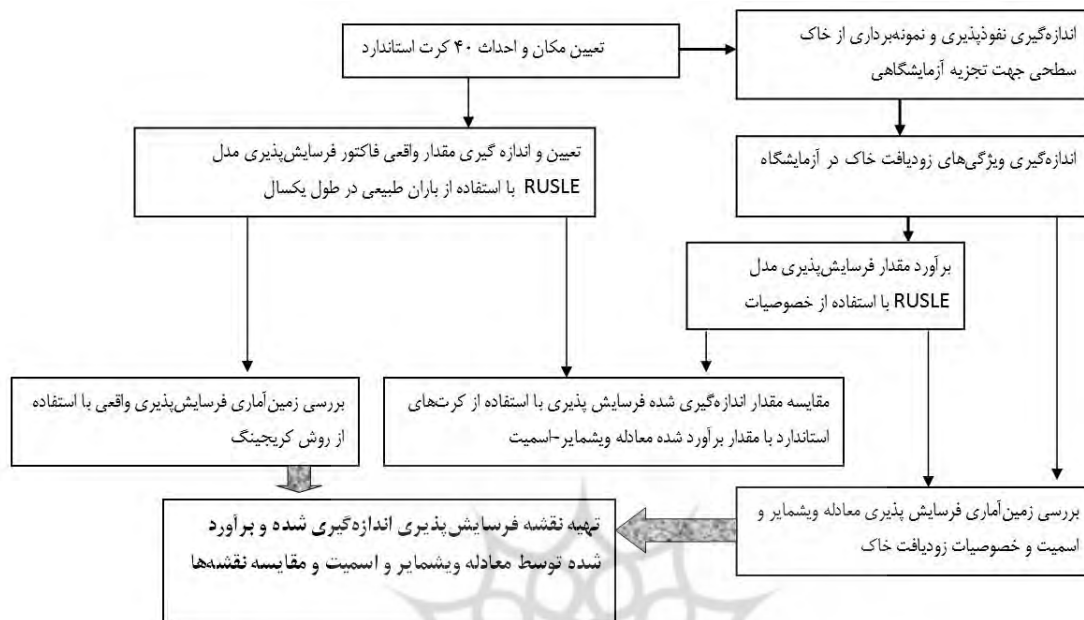 اندازه‌گیری نفوذپذیری و نمونه‌برداری از خاک
سطحی جهت تجزیه آزمایشگاهی
تعیین مکان و احداث ۴۰ کرت استاندارد
تعیین و اندازه گیری مقدار واقعی فاکتور فرسایش‌پذیری مدل
RUSLE با استفاده از باران طبیعی در طول یکسال
اندازه‌گیری ویژگی‌های زودیافت خاک در آزمایشگاه
برآورد مقدار فرسایش‌پذیری مدل
RUSLE با استفاده از خصوصیات
بررسی زمین‌آماری فرسایش‌پذیری واقعی با استفاده
از روش کریجینگ
مقایسه مقدار اندازه‌گیری شده فرسایش پذیری با استفاده از کرت‌های
استاندارد با مقدار برآورد شده معادله ویشمایر-اسمیت
بررسی زمین‌آماری فرسایش پذیری معادله ویشمایر و
اسمیت و خصوصیات زودیافت خاک
تهیه نقشه فرسایش‌پذیری اندازه‌گیری شده و برآورد
شده توسط معادله ویشمایر و اسمیت و مقایسه نقشه‌ها